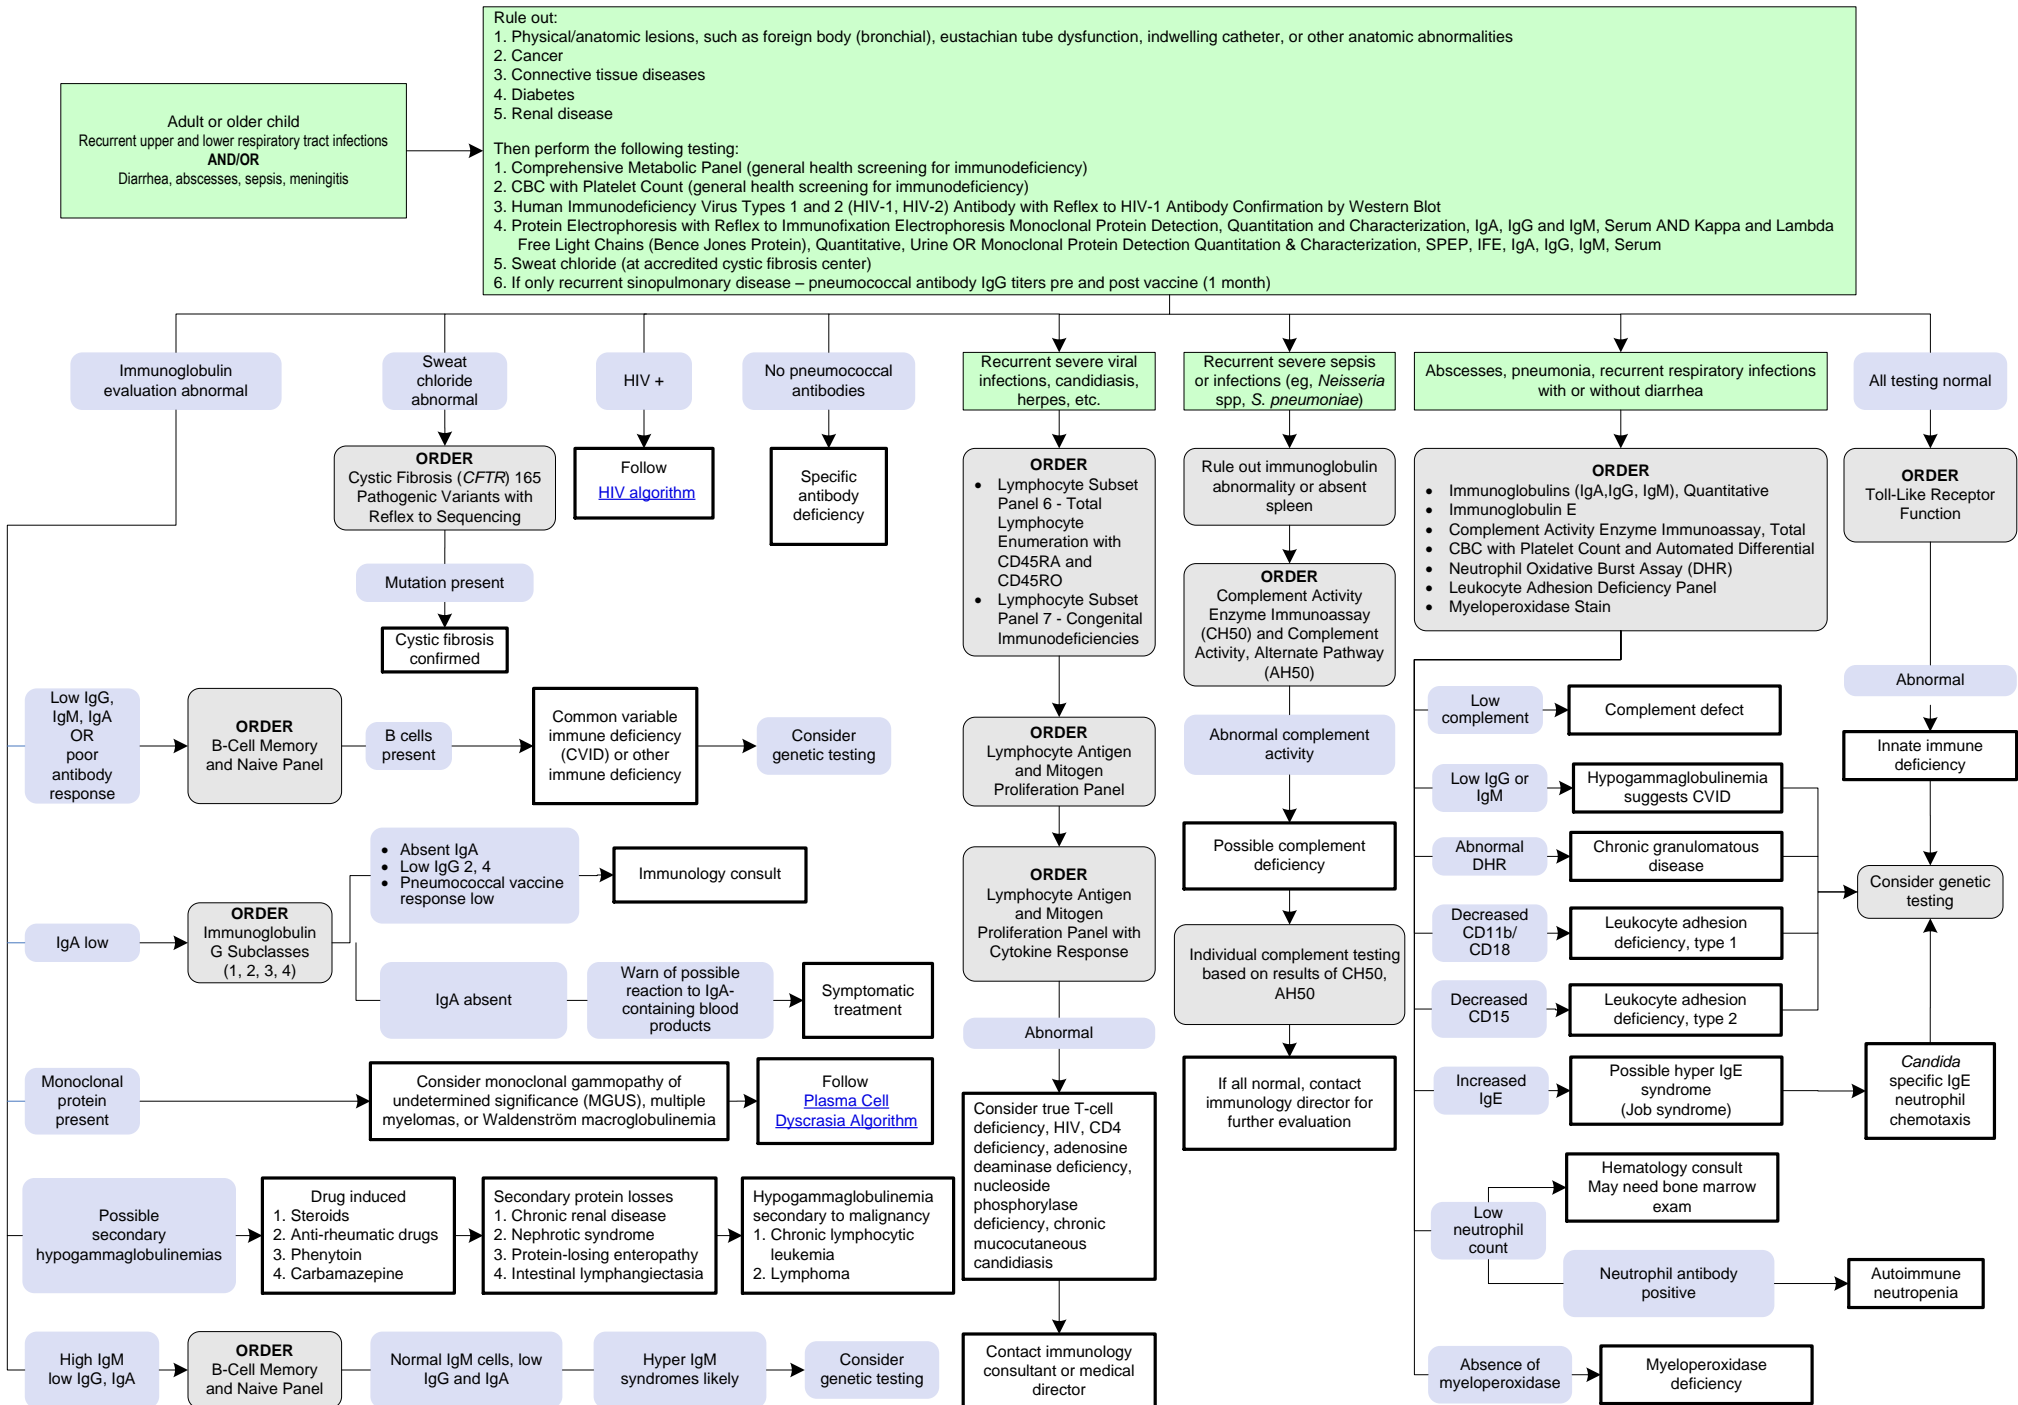 Rule out:
1. Physical/anatomic lesions, such as foreign body (bronchial), eustachian tube dysfunction, indwelling catheter, or other anatomic abnormalities
2. Cancer
3. Connective tissue diseases
4. Diabetes
5. Renal disease
Then perform the following testing:
1. Comprehensive Metabolic Panel (general health screening for immunodeficiency)
2. CBC with Platelet Count (general health screening for immunodeficiency)
3. Human Immunodeficiency Virus Types 1 and 2 (HIV-1, HIV-2) Antibody with Reflex to HIV-1 Antibody Confirmation by Western Blot
4. Protein Electrophoresis with Reflex to Immunofixation Electrophoresis Monoclonal Protein Detection, Quantitation and Characterization, IgA, IgG and IgM, Serum AND Kappa and Lambda
Free Light Chains (Bence Jones Protein), Quantitative, Urine OR Monoclonal Protein Detection Quantitation & Characterization, SPEP, IFE, IgA, IgG, IgM, Serum
5. Sweat chloride (at accredited cystic fibrosis center)
6. If only recurrent sinopulmonary disease – pneumococcal antibody IgG titers pre and post vaccine (1 month)
Adult or older child
Recurrent upper and lower respiratory tract infections
AND/OR
Diarrhea, abscesses, sepsis, meningitis
Immunoglobulin
evaluation abnormal
Sweat
chloride
abnormal
HIV +
No pneumococcal
antibodies
Recurrent severe viral
infections, candidiasis,
herpes, etc.
Recurrent severe sepsis
or infections (eg, Neisseria
spp, S. pneumoniae)
Abscesses, pneumonia, recurrent respiratory infections
with or without diarrhea
All testing normal
ORDER
Cystic Fibrosis (CFTR) 165
Pathogenic Variants with
Reflex to Sequencing
Mutation present
Cystic fibrosis
confirmed
Follow
HIV algorithm
Specific
antibody
deficiency
ORDER
• Lymphocyte Subset
Panel 6 - Total
Lymphocyte
Enumeration with
CD45RA and
CD45RO
• Lymphocyte Subset
Panel 7 - Congenital
Immunodeficiencies
ORDER
Lymphocyte Antigen
and Mitogen
Proliferation Panel
ORDER
Lymphocyte Antigen
and Mitogen
Proliferation Panel with
Cytokine Response
Abnormal
Consider true T-cell
deficiency, HIV, CD4
deficiency, adenosine
deaminase deficiency,
nucleoside
phosphorylase
deficiency, chronic
mucocutaneous
candidiasis
Contact immunology
consultant or medical
director
Rule out immunoglobulin
abnormality or absent
spleen
ORDER
Complement Activity
Enzyme Immunoassay
(CH50) and Complement
Activity, Alternate Pathway
(AH50)
Abnormal complement
activity
Possible complement
deficiency
Individual complement testing
based on results of CH50,
AH50
If all normal, contact
immunology director for
further evaluation
ORDER
• Immunoglobulins (IgA,IgG, IgM), Quantitative
• Immunoglobulin E
• Complement Activity Enzyme Immunoassay, Total
• CBC with Platelet Count and Automated Differential
• Neutrophil Oxidative Burst Assay (DHR)
• Leukocyte Adhesion Deficiency Panel
• Myeloperoxidase Stain
Low
complement
Complement defect
Low IgG or
IgM
Hypogammaglobulinemia
suggests CVID
Abnormal
DHR
Chronic granulomatous
disease
Decreased
CD11b/
CD18
Leukocyte adhesion
deficiency, type 1
Decreased
CD15
Leukocyte adhesion
deficiency, type 2
Increased
IgE
Possible hyper IgE
syndrome
(Job syndrome)
Candida
specific IgE
neutrophil
chemotaxis
Low
neutrophil
count
Hematology consult
May need bone marrow
exam
Neutrophil antibody
positive
Autoimmune
neutropenia
Absence of
myeloperoxidase
Myeloperoxidase
deficiency
ORDER
Toll-Like Receptor
Function
Abnormal
Innate immune
deficiency
Consider genetic
testing
Low IgG,
IgM, IgA
OR
poor
antibody
response
ORDER
B-Cell Memory
and Naive Panel
B cells
present
Common variable
immune deficiency
(CVID) or other
immune deficiency
Consider
genetic testing
IgA low
ORDER
Immunoglobulin
G Subclasses
(1, 2, 3, 4)
• Absent IgA
• Low IgG 2, 4
• Pneumococcal vaccine
response low
Immunology consult
IgA absent
Warn of possible
reaction to IgA-
containing blood
products
Symptomatic
treatment
Monoclonal
protein
present
Consider monoclonal gammopathy of
undetermined significance (MGUS), multiple
myelomas, or Waldenström macroglobulinemia
Follow
Plasma Cell
Dyscrasia Algorithm
Possible
secondary
hypogammaglobulinemias
Drug induced
1. Steroids
2. Anti-rheumatic drugs
3. Phenytoin
4. Carbamazepine
Secondary protein losses
1. Chronic renal disease
2. Nephrotic syndrome
3. Protein-losing enteropathy
4. Intestinal lymphangiectasia
Hypogammaglobulinemia
secondary to malignancy
1. Chronic lymphocytic
leukemia
2. Lymphoma
High IgM
low IgG, IgA
ORDER
B-Cell Memory
and Naive Panel
Normal IgM cells, low
IgG and IgA
Hyper IgM
syndromes likely
Consider
genetic testing